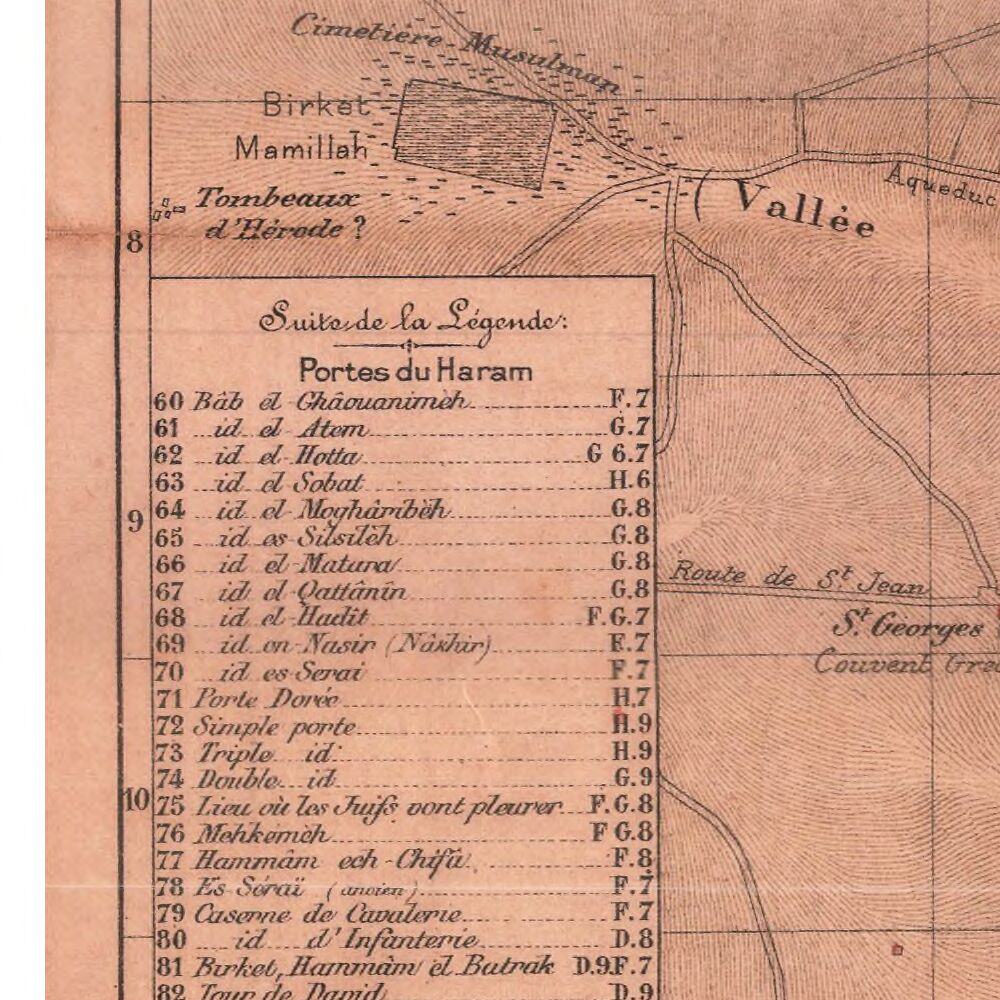 Cimetière Musulman
Birket
Mamillah
Tombeaux
d'Hérode ?
Vallée
Aqueduc
8
Suite de la Légende:
Portes du Haram
60 Bâb el Ghâouanimèh F.7
61 id el Atem G.7
62 id el Hotta G 6.7
63 id el Sobat H.6
9
64 id el Moghâribèh G.8
65 id es Silsilèh G.8
66 id el Matara G.8
67 id el Qattânîn G.8
68 id el Hadit F.G.7
69 id en Nasir (Nâkhir) F.7
70 id es Serai F.7
71 Porte Dorée H.7
72 Simple porte H.9
73 Triple id H.9
74 Double id G.9
10
75 Lieu où les Juifs vont pleurer F.G.8
76 Mehkemèh F G.8
77 Hammâm ech-Chifâ F.8
78 Es Séraï (ancien) F.7
79 Caserne de Cavalerie F.7
80 id d'Infanterie D.8
81 Birket, Hammâm el Batrak D.9.F.7
82 Tour de David D.9
Route de St Jean
St Georges
Couvent Grec